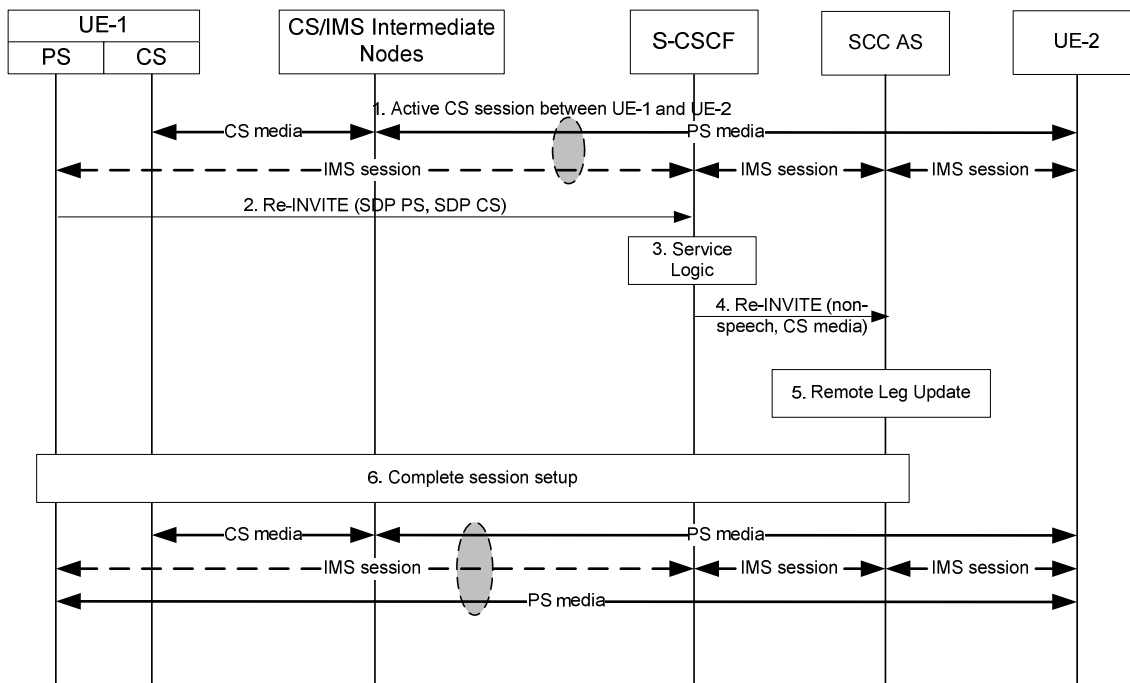 UE-1
PS
CS
CS/IMS Intermediate
Nodes
S-CSCF
SCC AS
UE-2
1. Active CS session between UE-1 and UE-2
CS media
PS media
IMS session
IMS session
IMS session
2. Re-INVITE (SDP PS, SDP CS)
3. Service
Logic
4. Re-INVITE (non-
speech, CS media)
5. Remote Leg Update
6. Complete session setup
CS media
PS media
IMS session
IMS session
IMS session
PS media